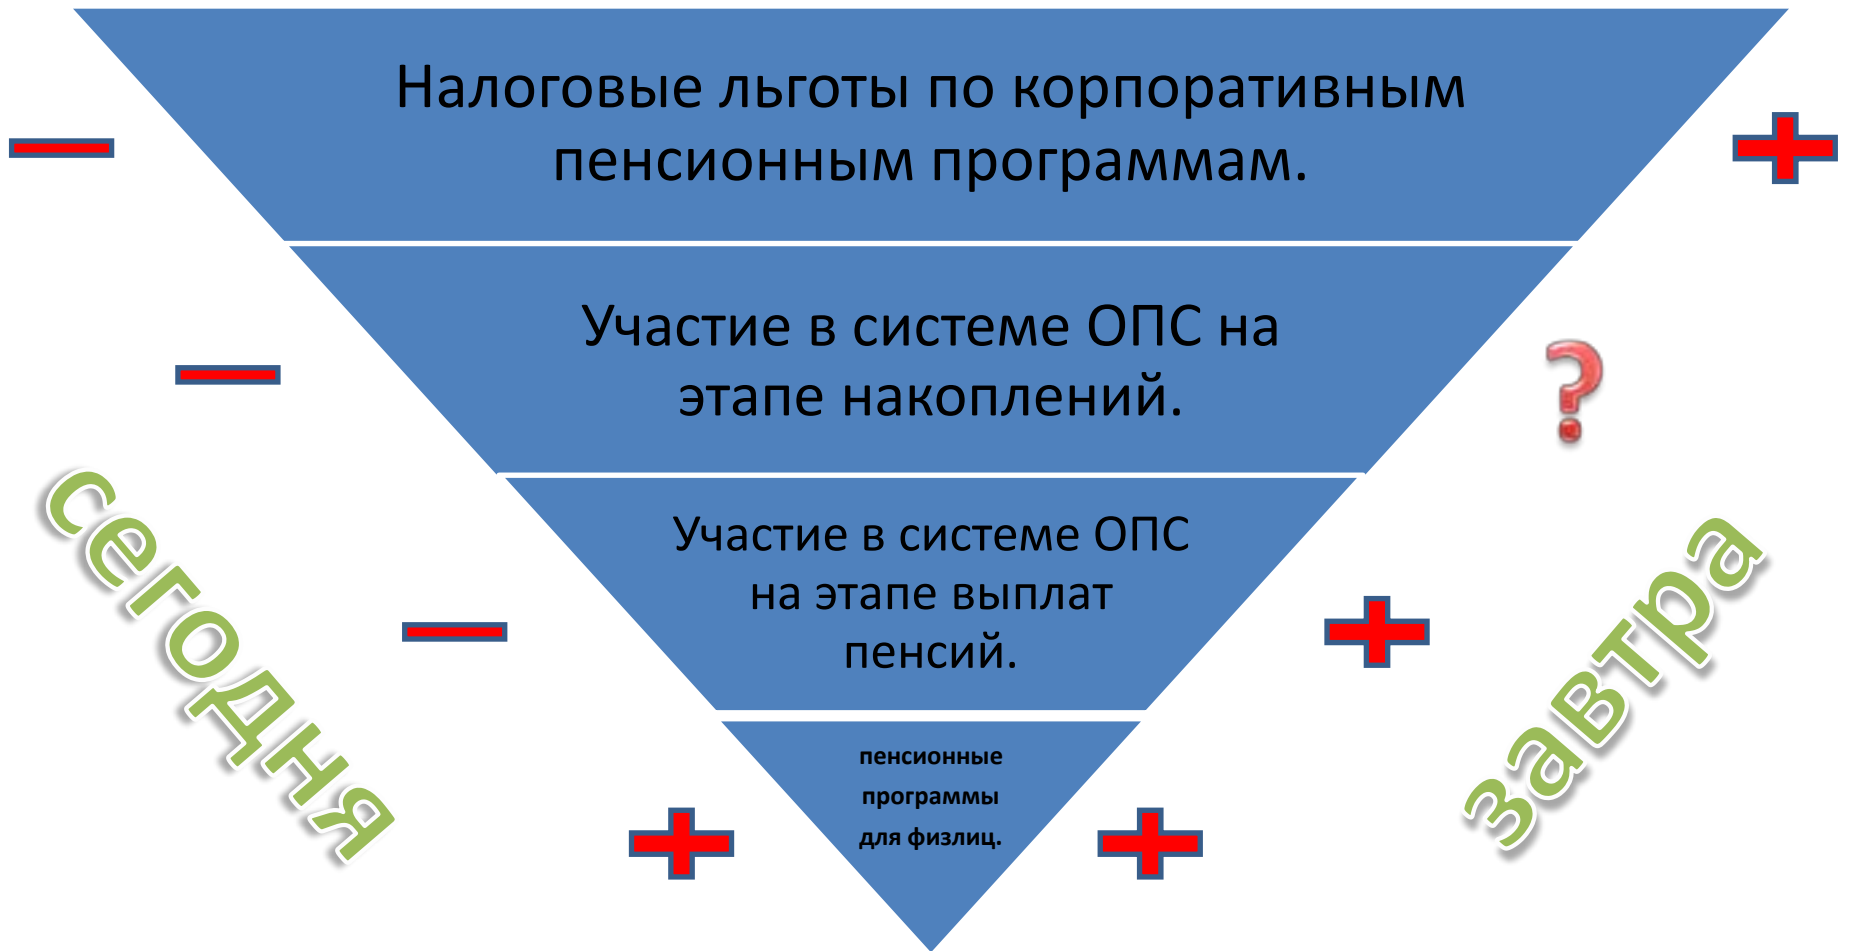 Налоговые льготы по корпоративным
пенсионным программам.
Участие в системе ОПС на
этапе накоплений.
?
Участие в системе ОПС
на этапе выплат
пенсий.
сегодня
завтра
пенсионные
программы
для физлиц.